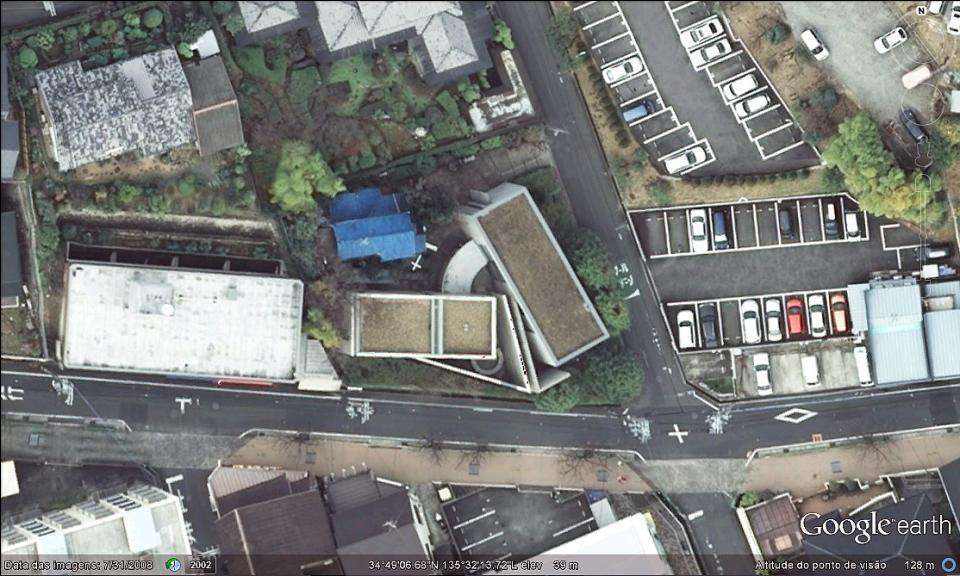 N
Google earth
Data das imagens: 7/31/2008 2002 34°49'06.68"N 135°32'13.72"L elev 39 m Altitude do ponto de visão 128 m